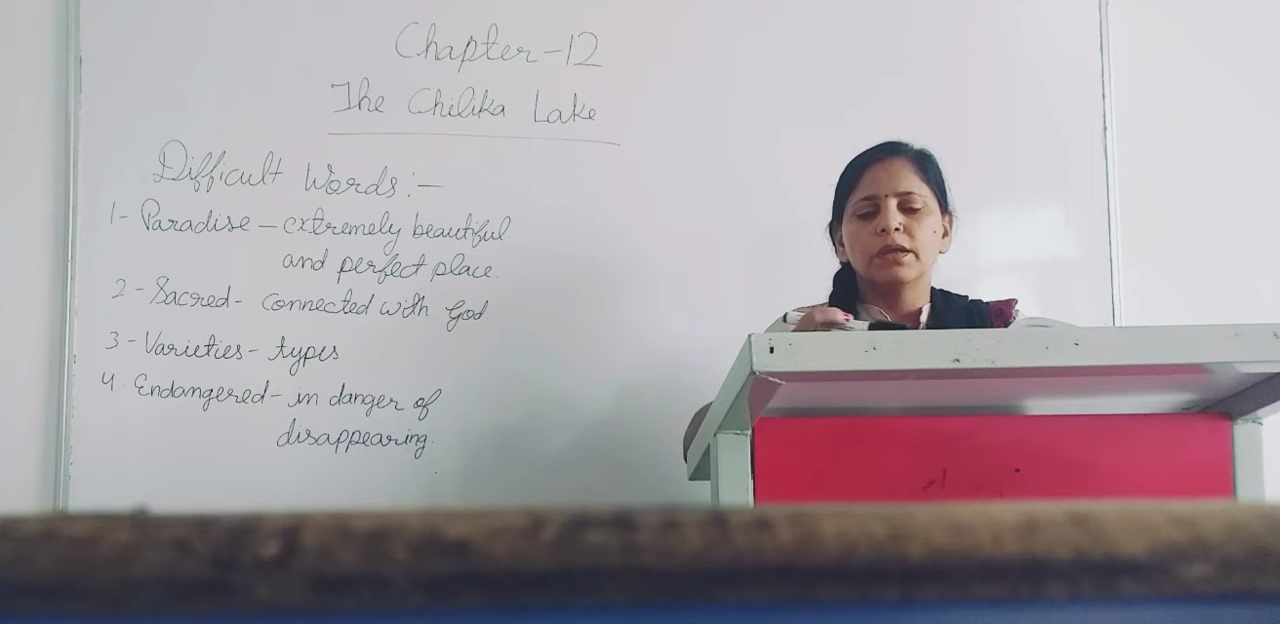 Chapter-12
The Chilika Lake
Difficult Words:-
1- Paradise - extremely beautiful
and perfect place.
2- Sacred - connected with God
3- Varieties - types
4. Endangered - in danger of
disappearing.